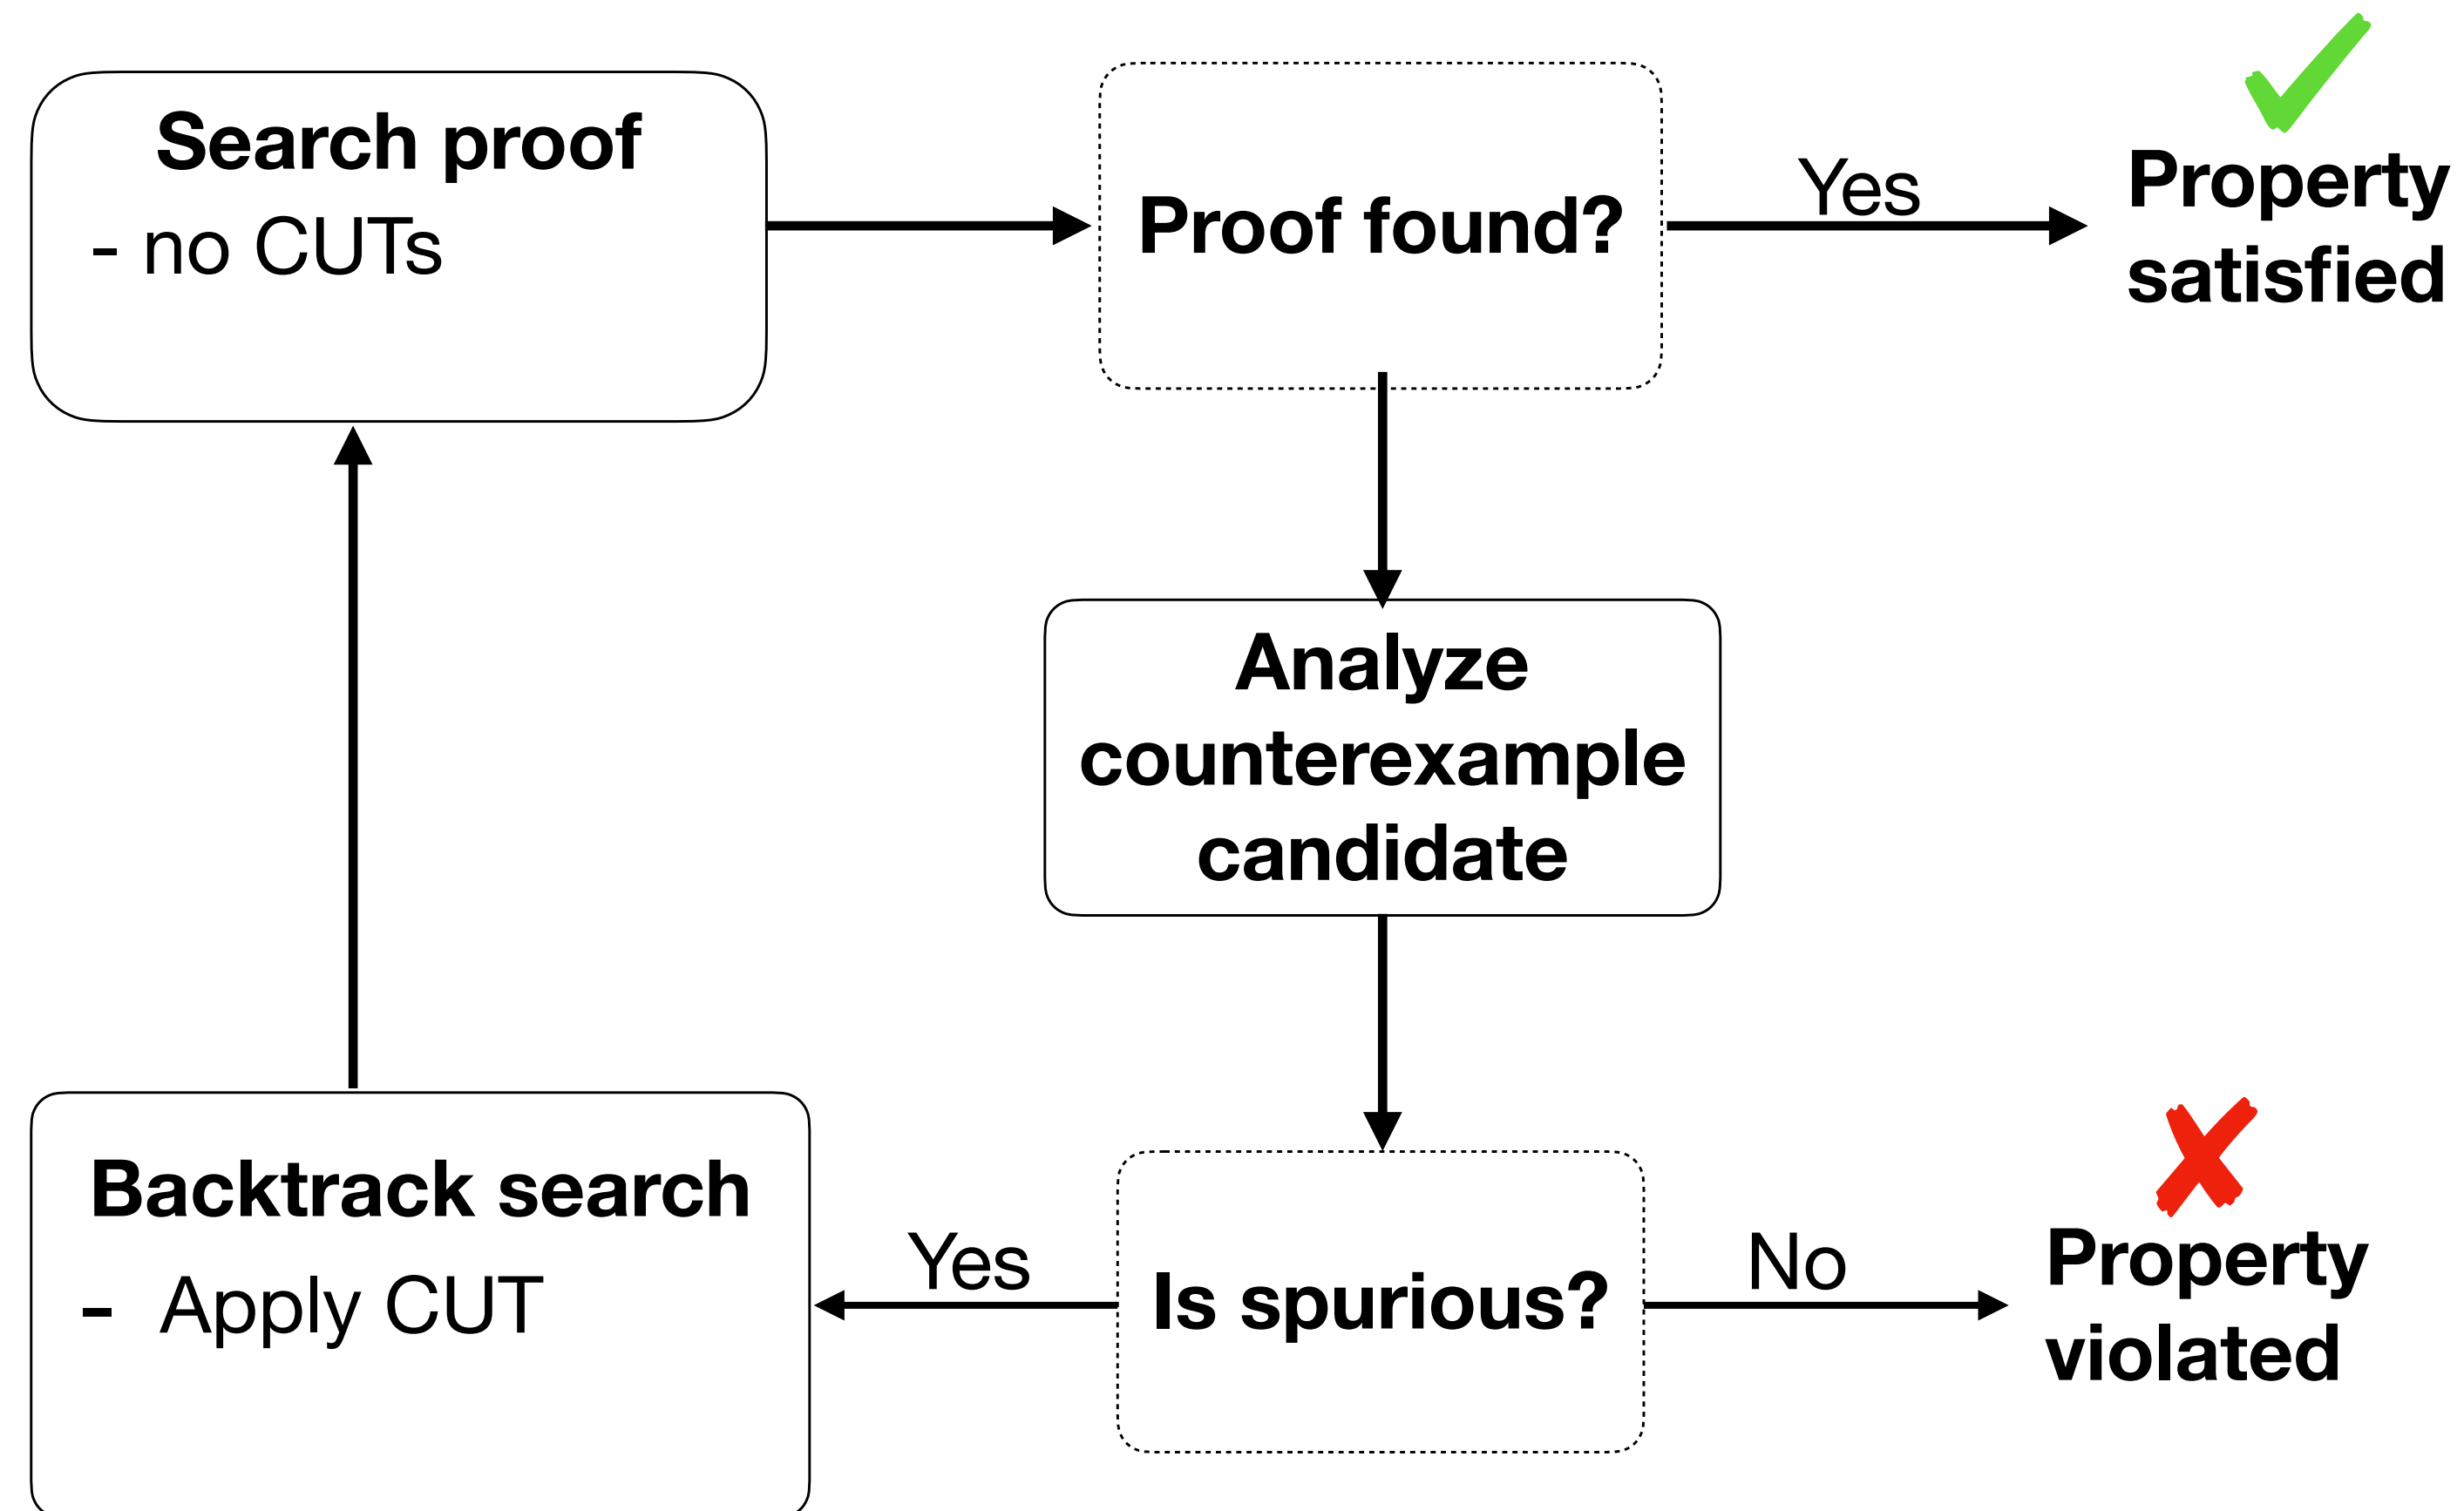 Search proof
- no CUTs
Proof found?
Yes
Property
satisfied
Analyze
counterexample
candidate
Backtrack search
- Apply CUT
Yes
Is spurious?
No
Property
violated